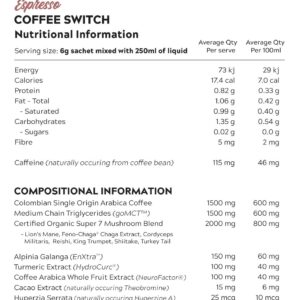 Espresso
COFFEE SWITCH
Nutritional Information
Serving size: 6g sachet mixed with 250ml of liquid
Average Qty Per serve
Average Qty Per 100ml
Energy 73 kj 29 kj
Calories 17.4 cal 7.0 cal
Protein 0.82 g 0.33 g
Fat - Total 1.06 g 0.42 g
- Saturated 0.99 g 0.40 g
Carbohydrates 1.35 g 0.54 g
- Sugars 0.02 g 0.0 g
Fibre 5 mg 2 mg
Caffeine (naturally occuring from coffee bean) 115 mg 46 mg
COMPOSITIONAL INFORMATION
Colombian Single Origin Arabica Coffee 1500 mg 600 mg
Medium Chain Triglycerides (goMCT™) 1500 mg 600 mg
Certified Organic Super 7 Mushroom Blend 2000 mg 800 mg
- Lion's Mane, Feno-Chaga® Chaga Extract, Cordyceps
Militaris, Reishi, King Trumpet, Shiitake, Turkey Tail
Alpinia Galanga (EnXtra™) 150 mg 60 mg
Turmeric Extract (HydroCurc®) 100 mg 40 mg
Coffea Arabica Whole Fruit Extract (NeuroFactor®) 100 mg 40 mg
Cacao Extract (naturally Theobromine) 15 mg 6 mg
Huperzia Serrata (naturally Huperzine A) 25 mcg 10 mcg